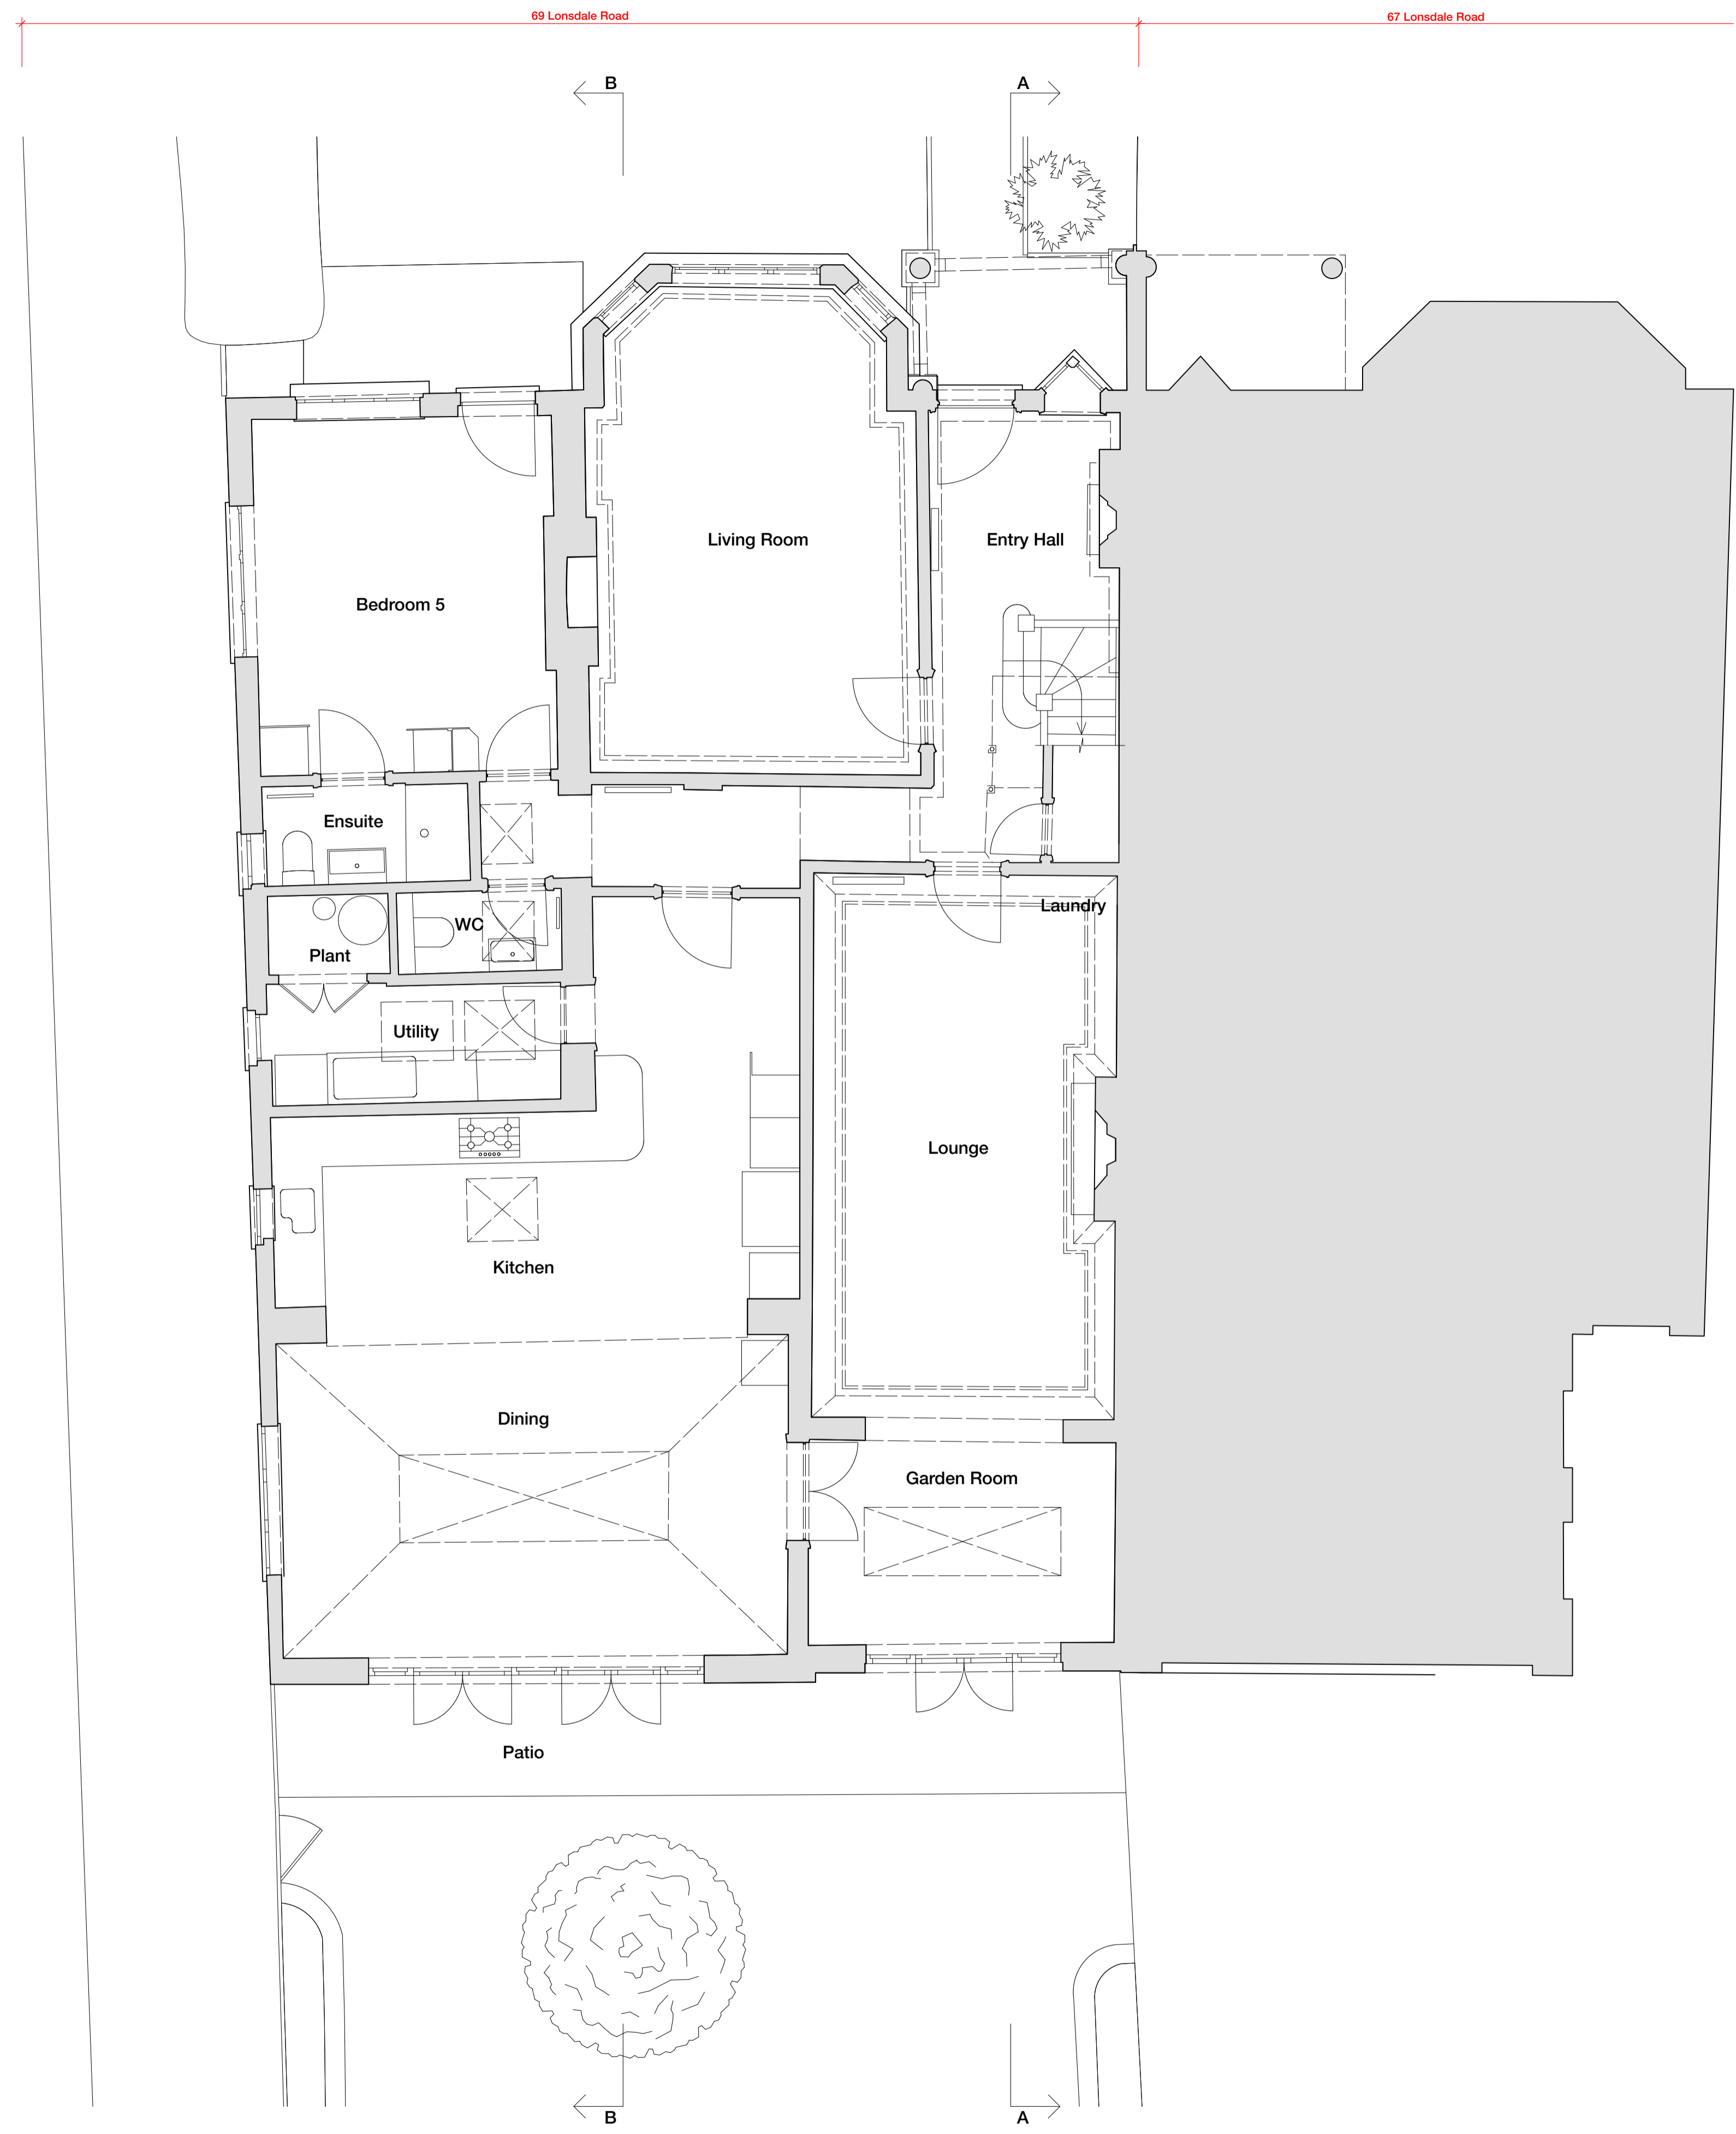 69 Lonsdale Road
67 Lonsdale Road
B
A
Living Room
Entry Hall
Bedroom 5
Ensuite
Laundry
WC
Plant
Utility
Lounge
Kitchen
Dining
Garden Room
Patio
B
A